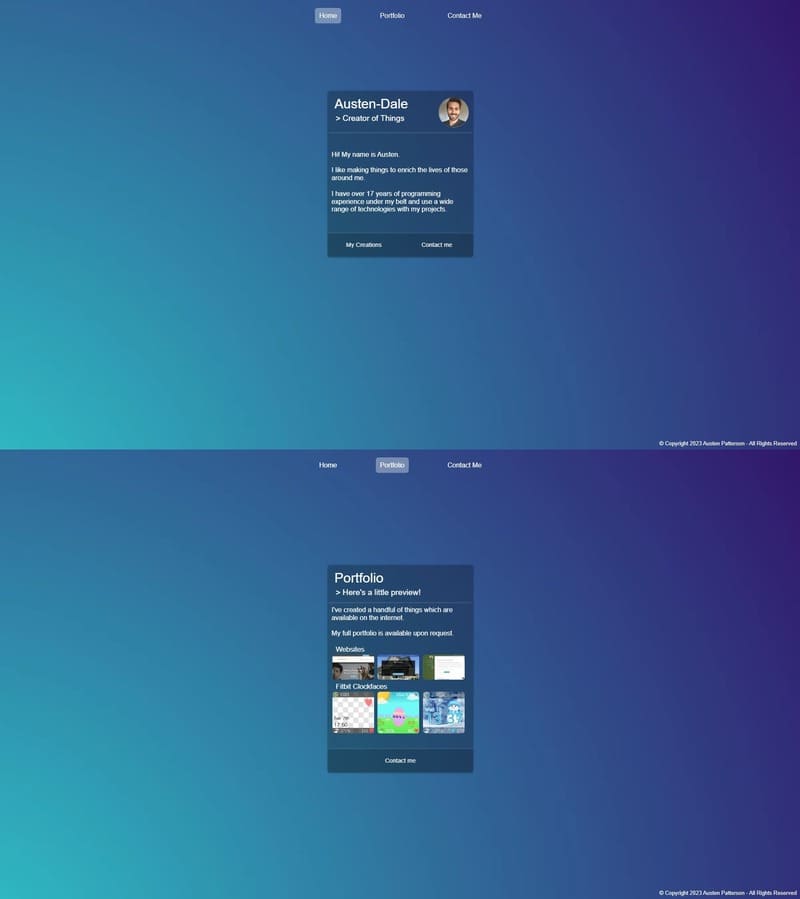 Home Portfolio Contact Me
Austen-Dale
> Creator of Things
Hi! My name is Austen.
I like making things to enrich the lives of those
around me.
I have over 17 years of programming
experience under my belt and use a wide
range of technologies with my projects.
My Creations Contact me
© Copyright 2023 Austen Patterson - All Rights Reserved
Home Portfolio Contact Me
Portfolio
> Here's a little preview!
I've created a handful of things which are
available on the internet.
My full portfolio is available upon request.
Websites
Fitbit Clockfaces
Contact me
© Copyright 2023 Austen Patterson - All Rights Reserved